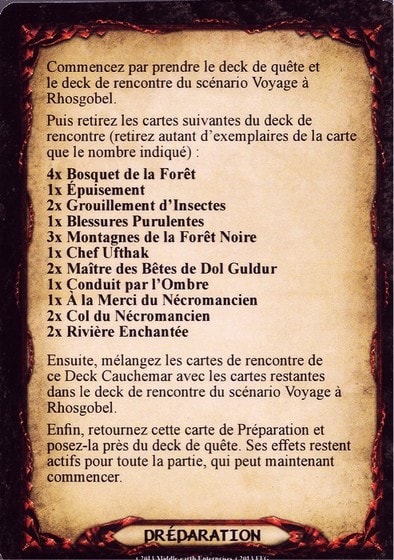 Commencez par prendre le deck de quête et
le deck de rencontre du scénario Voyage à
Rhosgobel.
Puis retirez les cartes suivantes du deck de
rencontre (retirez autant d'exemplaires de la carte
que le nombre indiqué) :
4x Bosquet de la Forêt
1x Épuisement
2x Grouillement d'Insectes
1x Blessures Purulentes
3x Montagnes de la Forêt Noire
1x Chef Ufthak
2x Maître des Bêtes de Dol Guldur
1x Conduit par l'Ombre
1x À la Merci du Nécromancien
2x Col du Nécromancien
2x Rivière Enchantée
Ensuite, mélangez les cartes de rencontre de
ce Deck Cauchemar avec les cartes restantes
dans le deck de rencontre du scénario Voyage à
Rhosgobel.
Enfin, retournez cette carte de Préparation et
posez-la près du deck de quête. Ses effets restent
actifs pour toute la partie, qui peut maintenant
commencer.
PRÉPARATION
2013 Middle-earth Enterprises 2013 FFG